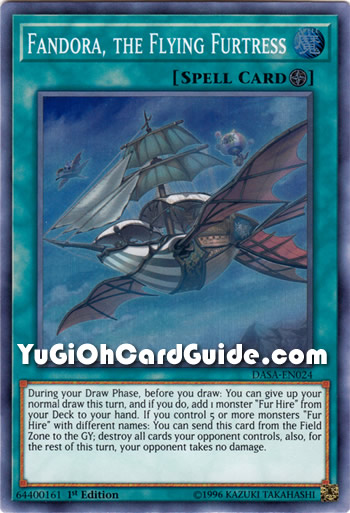 FANDORA, THE FLYING FURTRESS
[SPELL CARD]
YuGiOhCardGuide.com
DASA-EN024
During your Draw Phase, before you draw: You can give up your
normal draw this turn, and if you do, add 1 monster "Fur Hire" from
your Deck to your hand. If you control 5 or more monsters "Fur
Hire" with different names: You can send this card from the Field
Zone to the GY; destroy all cards your opponent controls, also, for
the rest of this turn, your opponent takes no damage.
64400161 1st Edition ©1996 KAZUKI TAKAHASHI